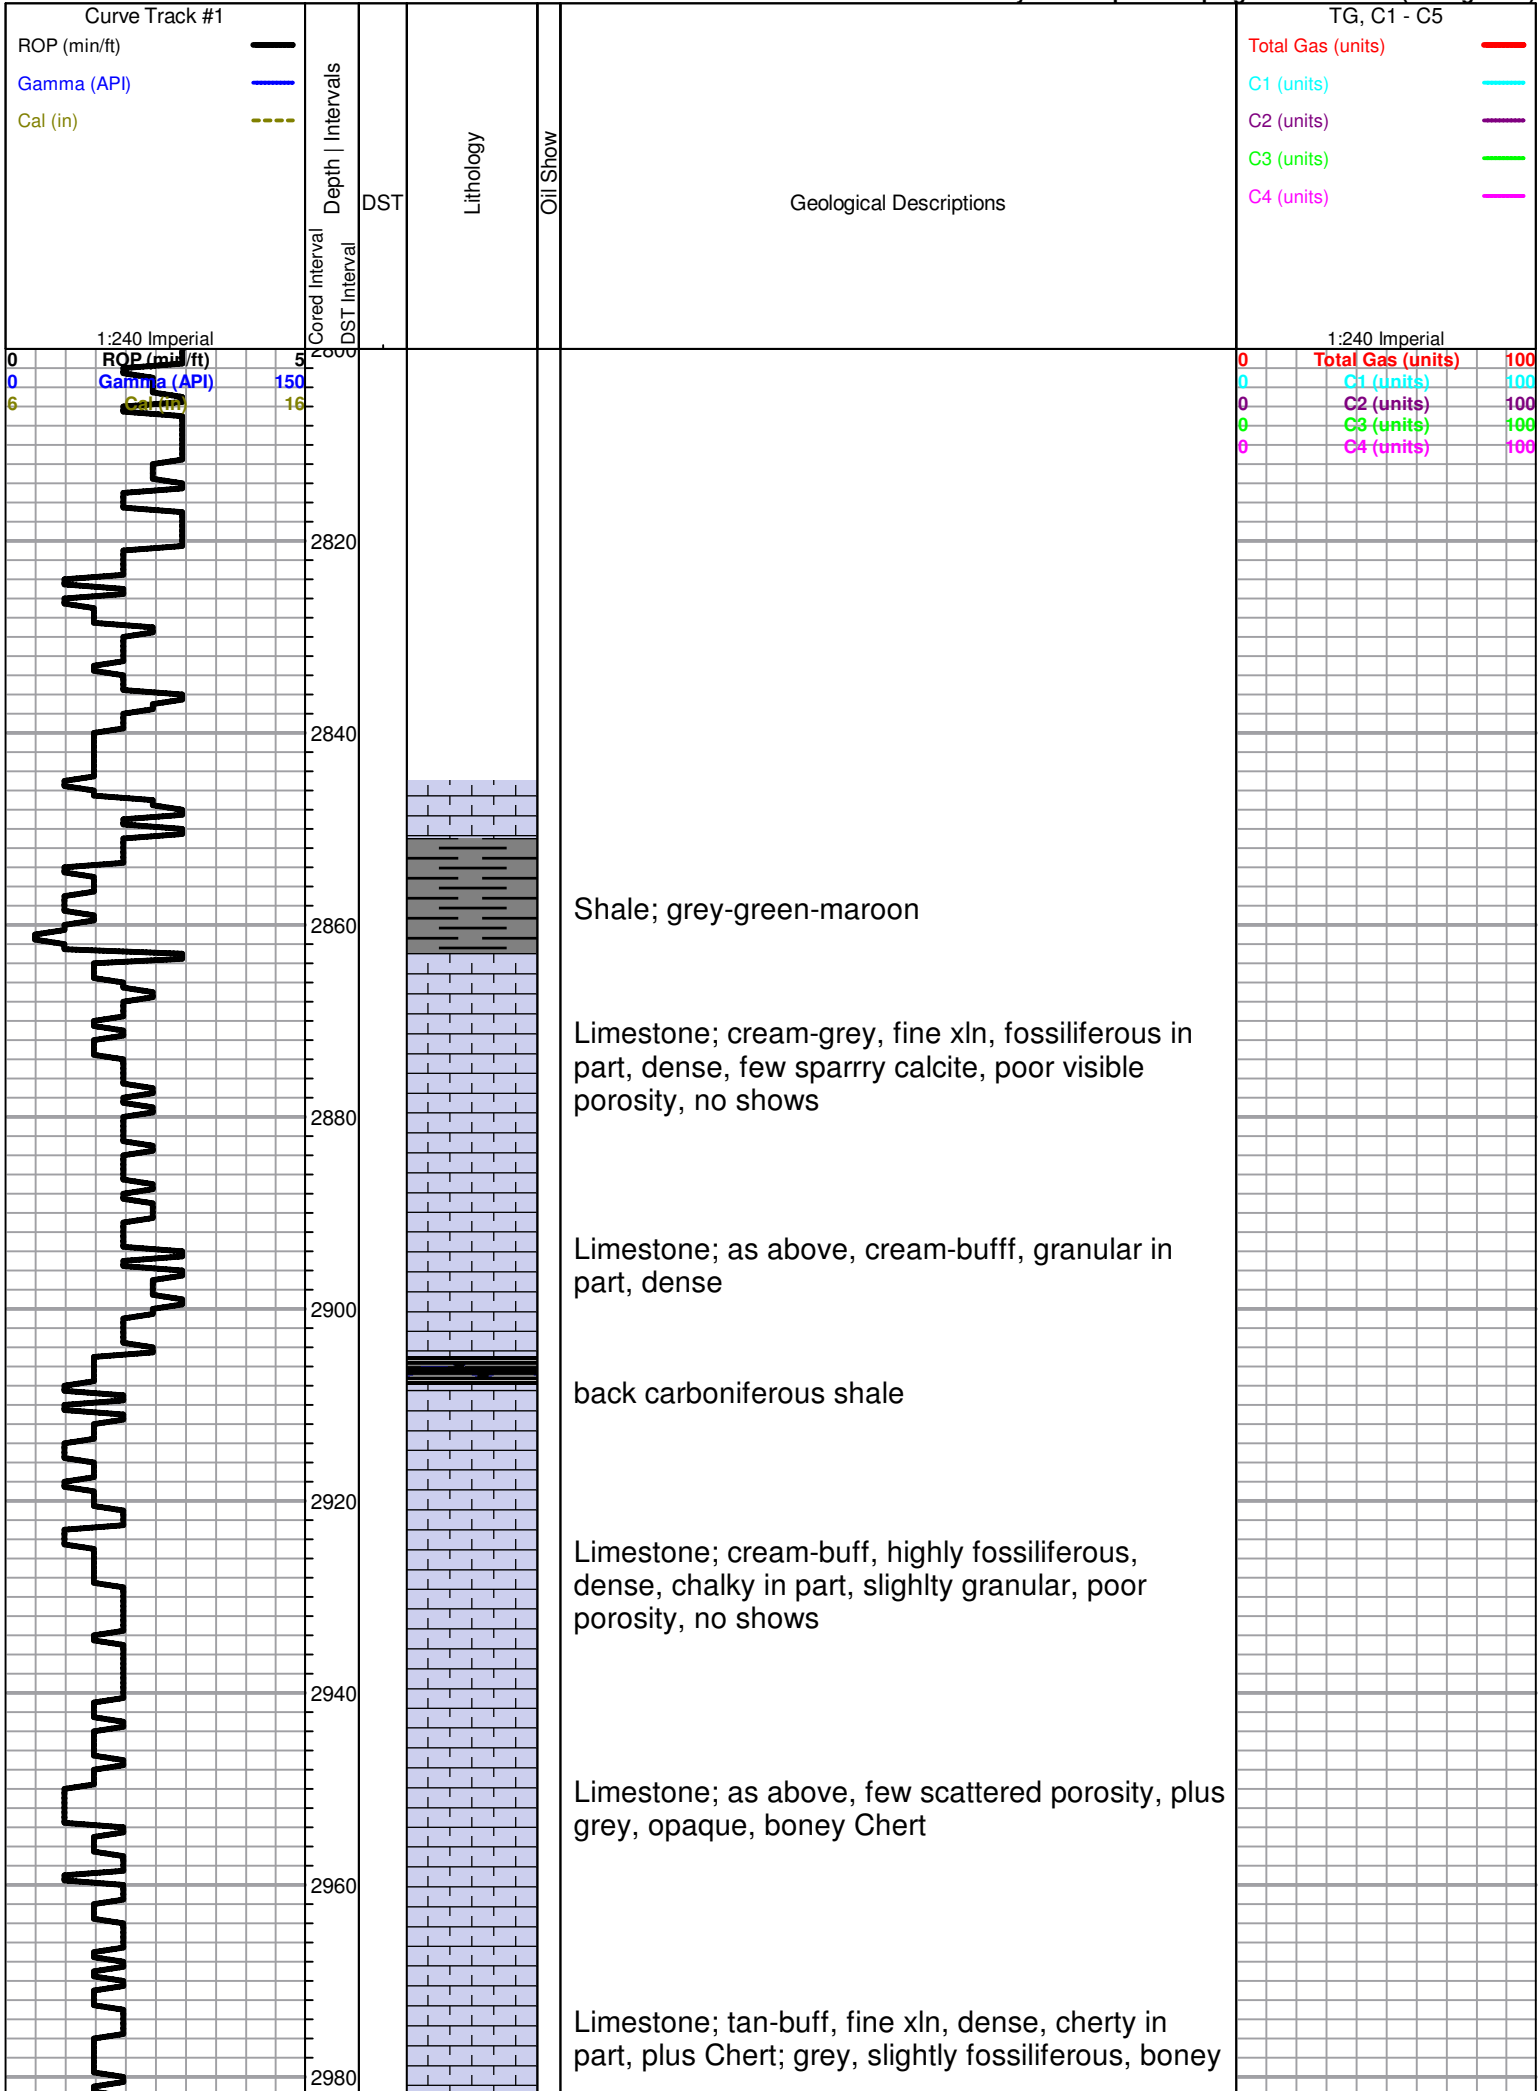 Curve Track #1
ROP (min/ft)
Gamma (API)
Cal (in)
1:240 Imperial
0 ROP (min/ft) 5
0 Gamma (API) 150
6 Cal (in) 16
Depth | Intervals
Cored Interval
DST Interval
DST
Lithology
Oil Show
Geological Descriptions
TG, C1 - C5
Total Gas (units)
C1 (units)
C2 (units)
C3 (units)
C4 (units)
1:240 Imperial
0 Total Gas (units) 100
0 C1 (units) 100
0 C2 (units) 100
0 C3 (units) 100
0 C4 (units) 100
2800
2820
2840
2860
Shale; grey-green-maroon
Limestone; cream-grey, fine xln, fossiliferous in
part, dense, few sparrry calcite, poor visible
porosity, no shows
2880
Limestone; as above, cream-bufff, granular in
part, dense
2900
back carboniferous shale
2920
Limestone; cream-buff, highly fossiliferous,
dense, chalky in part, slighlty granular, poor
porosity, no shows
2940
Limestone; as above, few scattered porosity, plus
grey, opaque, boney Chert
2960
Limestone; tan-buff, fine xln, dense, cherty in
part, plus Chert; grey, slightly fossiliferous, boney
2980